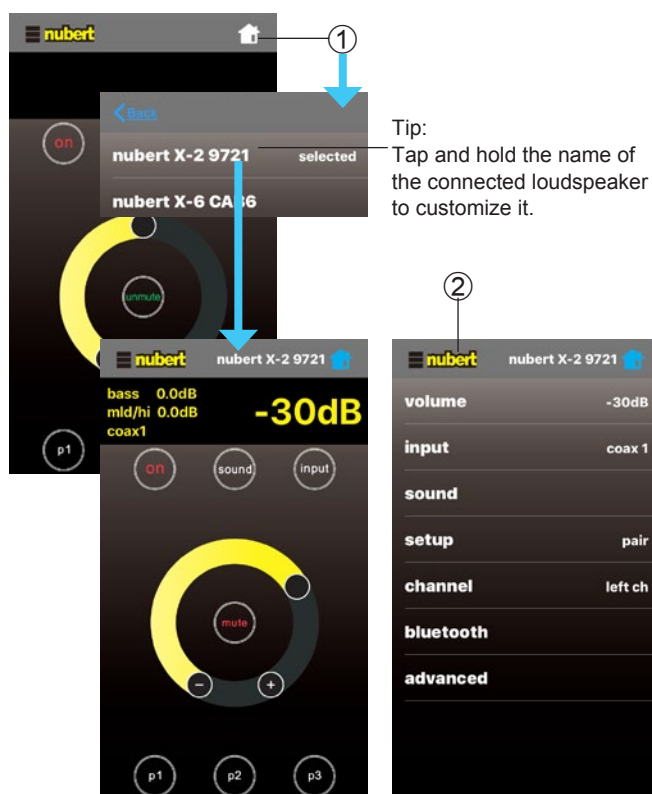 nubert
1
Back
on
nubert X-2 9721 selected
nubert X-6 CA 6
Tip:
Tap and hold the name of
the connected loudspeaker
to customize it.
unmute
p1
nubert nubert X-2 9721
bass 0.0dB
mld/hi 0.0dB
coax1
-30dB
on sound input
mute
- +
p1 p2 p3
2
nubert nubert X-2 9721
volume -30dB
input coax 1
sound
setup pair
channel left ch
bluetooth
advanced